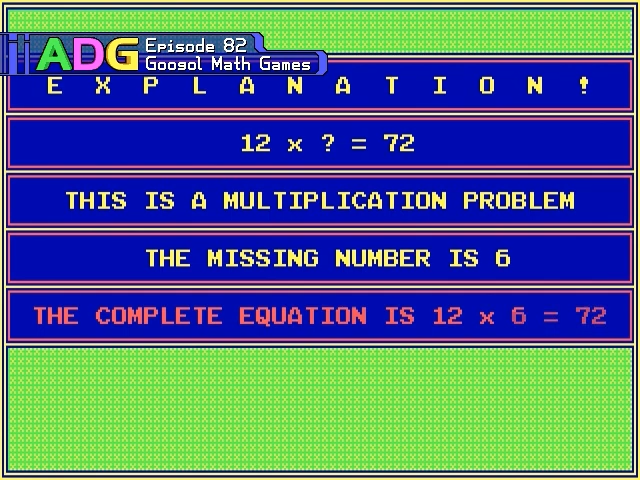 ADG Episode 82
Googol Math Games
E X P L A N A T I O N !
12 x ? = 72
THIS IS A MULTIPLICATION PROBLEM
THE MISSING NUMBER IS 6
THE COMPLETE EQUATION IS 12 x 6 = 72